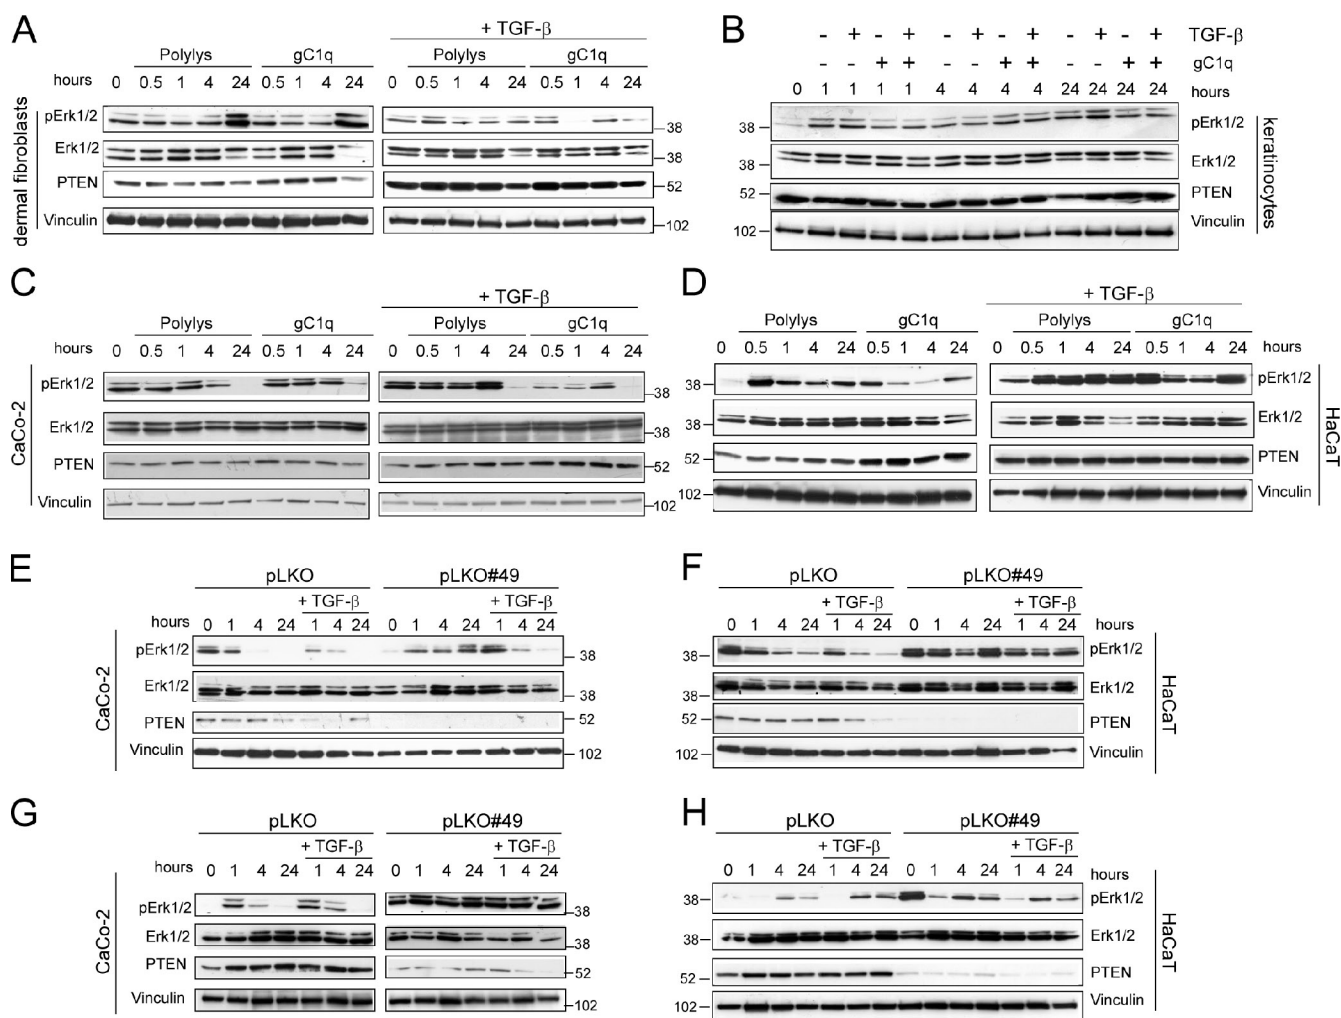 A
+ TGF-β
Polylys gC1q Polylys gC1q
hours 0 0.5 1 4 24 0.5 1 4 24 0 0.5 1 4 24 0.5 1 4 24
pErk1/2 38
Erk1/2 38
PTEN 52
Vinculin 102
dermal fibroblasts
B
- + - + - + - + - + - + TGF-β
- - + + - - + + - - + + gC1q
0 1 1 1 1 4 4 4 4 24 24 24 24 hours
38 pErk1/2
38 Erk1/2
52 PTEN
102 Vinculin
keratinocytes
C
+ TGF-β
Polylys gC1q Polylys gC1q
hours 0 0.5 1 4 24 0.5 1 4 24 0 0.5 1 4 24 0.5 1 4 24
pErk1/2 38
Erk1/2 38
PTEN 52
Vinculin 102
CaCo-2
D
+ TGF-β
Polylys gC1q Polylys gC1q
0 0.5 1 4 24 0.5 1 4 24 0 0.5 1 4 24 0.5 1 4 24 hours
38 pErk1/2
38 Erk1/2
52 PTEN
102 Vinculin
HaCaT
E
pLKO pLKO#49
+ TGF-β + TGF-β
hours 0 1 4 24 1 4 24 0 1 4 24 1 4 24
pErk1/2 38
Erk1/2 38
PTEN 52
Vinculin 102
CaCo-2
F
pLKO pLKO#49
+ TGF-β + TGF-β
0 1 4 24 1 4 24 0 1 4 24 1 4 24 hours
38 pErk1/2
38 Erk1/2
52 PTEN
102 Vinculin
HaCaT
G
pLKO pLKO#49
+ TGF-β + TGF-β
hours 0 1 4 24 1 4 24 0 1 4 24 1 4 24
pErk1/2 38
Erk1/2 38
PTEN 52
Vinculin 102
CaCo-2
H
pLKO pLKO#49
+ TGF-β + TGF-β
0 1 4 24 1 4 24 0 1 4 24 1 4 24 hours
38 pErk1/2
38 Erk1/2
52 PTEN
102 Vinculin
HaCaT